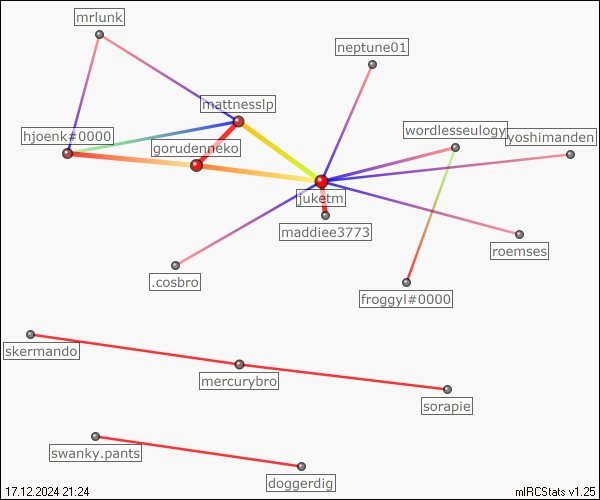 mrlunk
neptune01
mattnesslp
hjoenk#0000
wordlesseulogy
yoshimanden
gorudenneko
juketm
maddiee3773
roemses
.cosbro
froggyl#0000
skermando
mercurybro
sorapie
swanky.pants
doggerdig
17.12.2024 21:24
mIRCStats v1.25